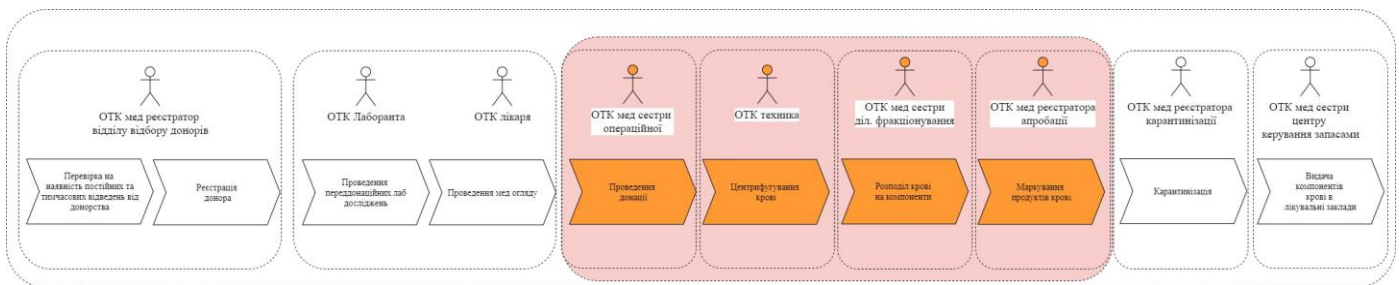 ОТК мед реєстратор
відділу відбору донорів
ОТК Лаборанта
ОТК лікаря
ОТК мед сестри
операційної
ОТК техника
ОТК мед сестри
діл. фракціонування
ОТК мед реєстратора
апробації
ОТК мед реєстратора
карантинізації
ОТК мед сестри
центру
керування запасами
Перевірка на
наявність постійних та
тимчасових відведень від
донорства
Реєстрація
донора
Проведення
переддонаційних лаб
досліджень
Проведення мед огляду
Проведення
донації
Центрифугування
крові
Розподіл крові
на компоненти
Маркування
продуктів крові
Карантинізація
Видача
компонентів
крові в
лікувальні заклади